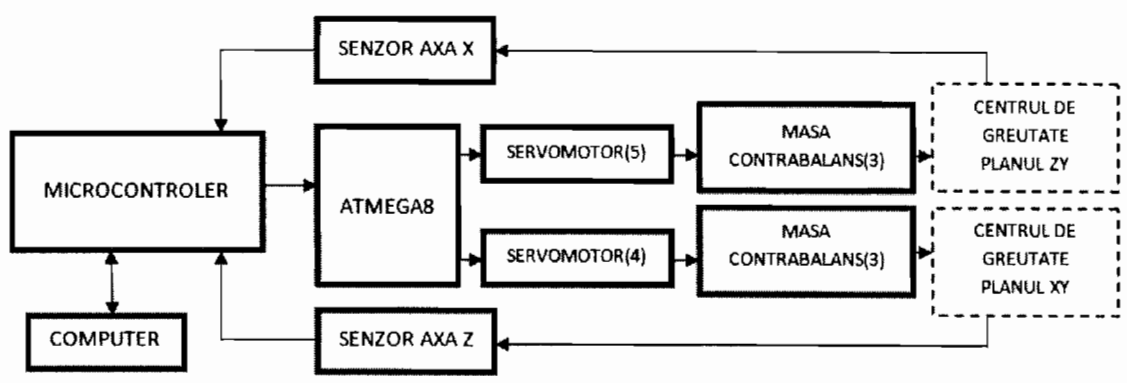 SENZOR AXA X
CENTRUL DE
GREUTATE
PLANUL ZY
MASA
CONTRABALANS(3)
SERVOMOTOR(5)
MICROCONTROLER
ATMEGA8
SERVOMOTOR(4)
MASA
CONTRABALANS(3)
CENTRUL DE
GREUTATE
PLANUL XY
COMPUTER
SENZOR AXA Z